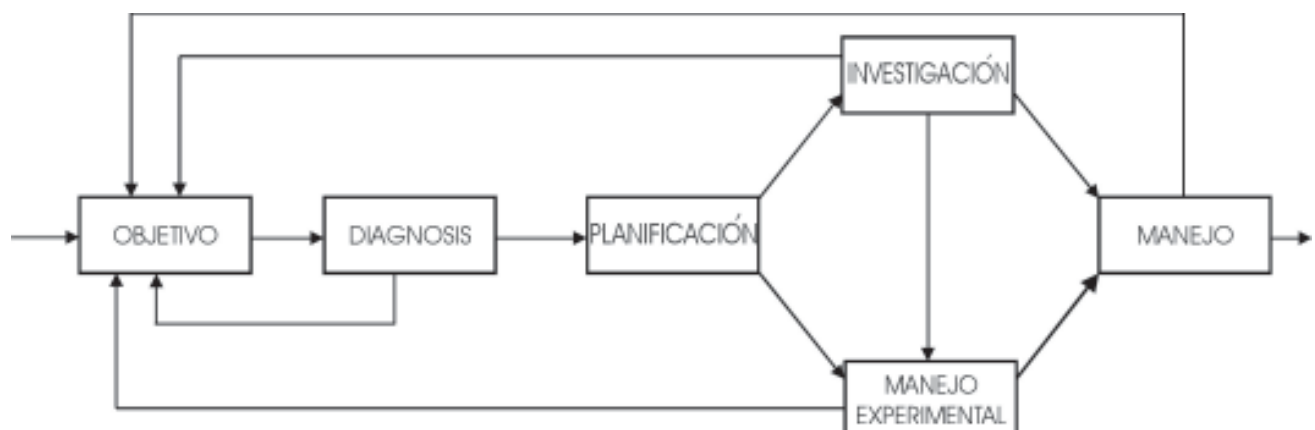 INVESTIGACIÓN
OBJETIVO
DIAGNOSIS
PLANIFICACIÓN
MANEJO
MANEJO
EXPERIMENTAL